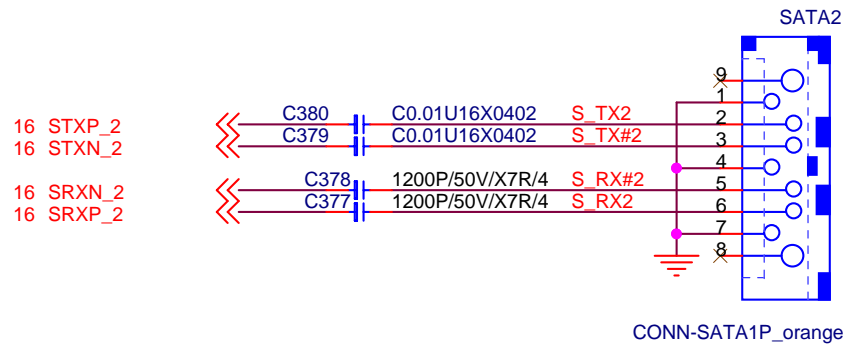 SATA2
9
1
16 STXP_2 C380 C0.01U16X0402 S_TX2 2
16 STXN_2 C379 C0.01U16X0402 S_TX#2 3
4
16 SRXN_2 C378 1200P/50V/X7R/4 S_RX#2 5
16 SRXP_2 C377 1200P/50V/X7R/4 S_RX2 6
7
8
CONN-SATA1P_orange